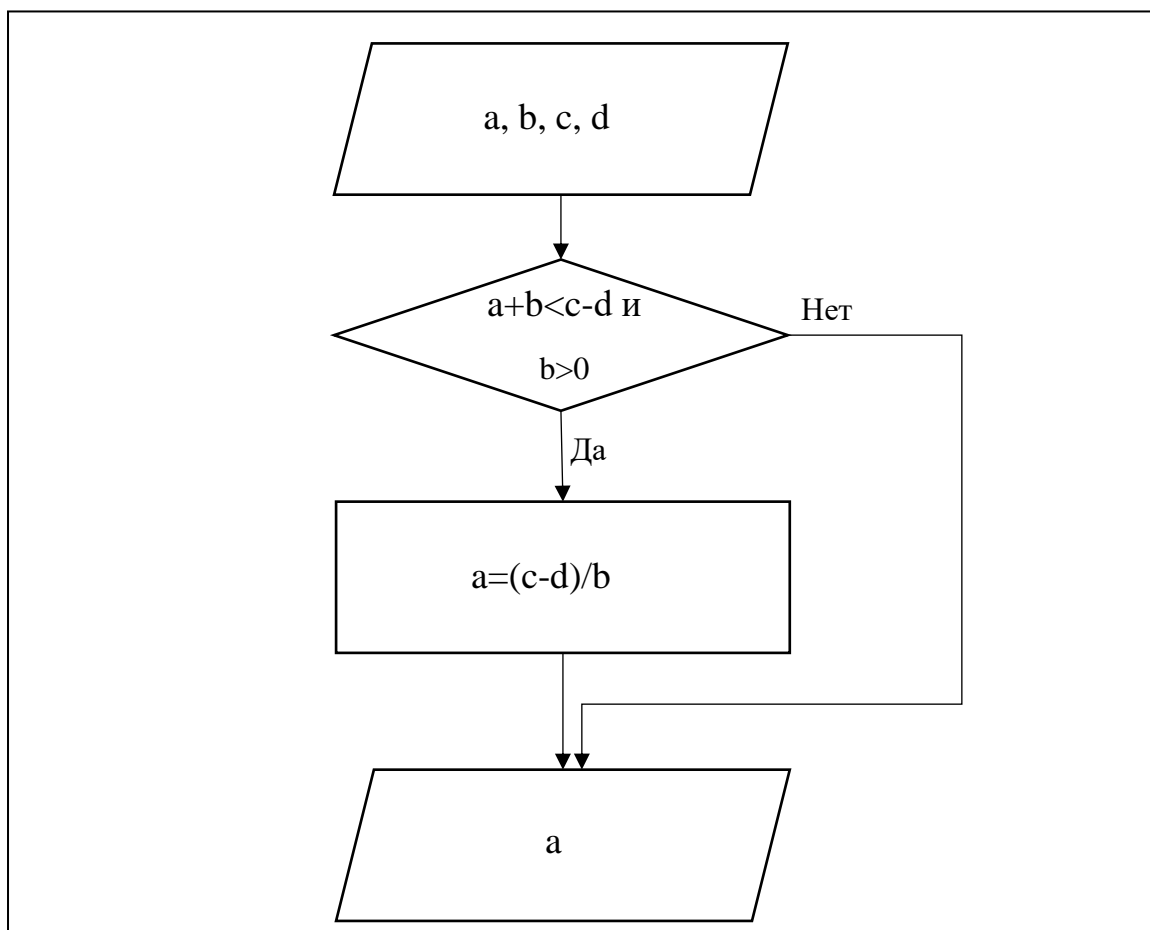 a, b, c, d
a+b<c-d и
b>0
Нет
Да
a=(c-d)/b
a